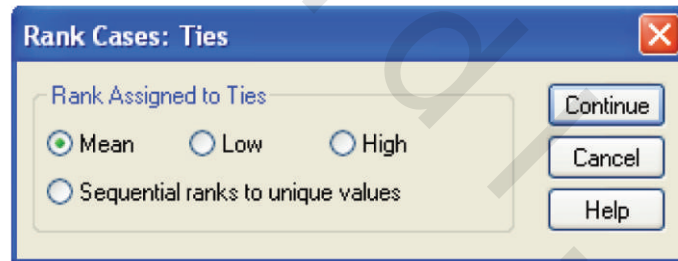 Rank Cases: Ties
Rank Assigned to Ties
Mean Low High
Sequential ranks to unique values
Continue
Cancel
Help